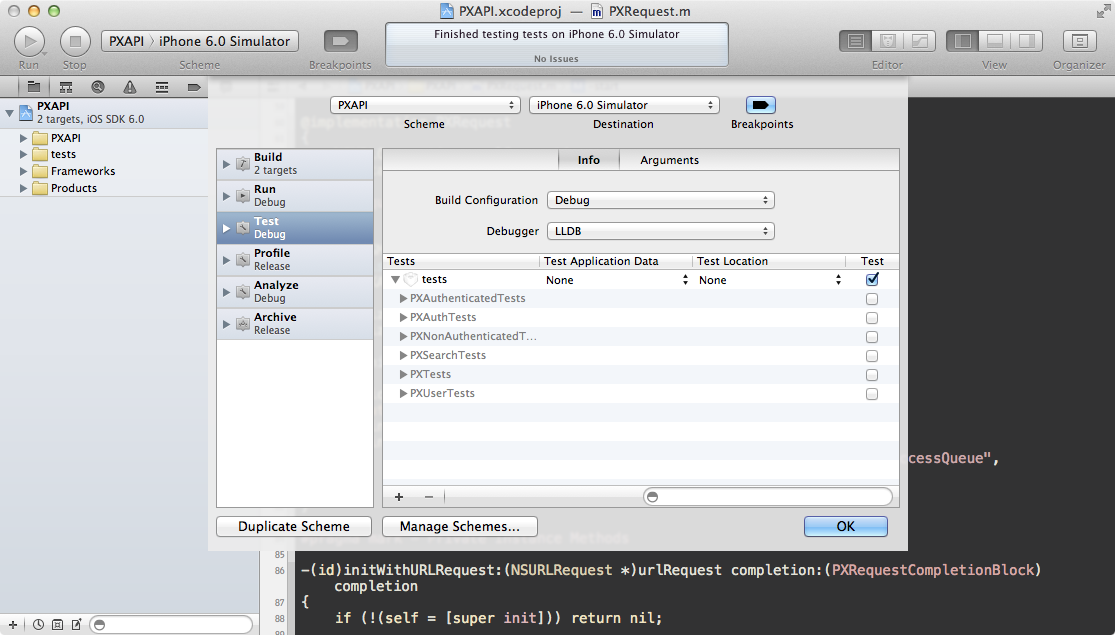 PXAPI.xcodeproj — PXRequest.m
PXAPI iPhone 6.0 Simulator
Finished testing tests on iPhone 6.0 Simulator
No Issues
Run Stop Scheme Breakpoints Editor View Organizer
PXAPI
2 targets, iOS SDK 6.0
PXAPI
tests
Frameworks
Products
PXAPI iPhone 6.0 Simulator
Scheme Destination Breakpoints
Build
2 targets
Run
Debug
Test
Debug
Profile
Release
Analyze
Debug
Archive
Release
Info Arguments
Build Configuration Debug
Debugger LLDB
Tests Test Application Data Test Location Test
tests None None
PXAuthenticatedTests
PXAuthTests
PXNonAuthenticatedT...
PXSearchTests
PXTests
PXUserTests
Duplicate Scheme Manage Schemes... OK
cessQueue",
85
86 -(id)initWithURLRequest:(NSURLRequest *)urlRequest completion:(PXRequestCompletionBlock)
completion
87 {
88 if (!(self = [super init])) return nil;